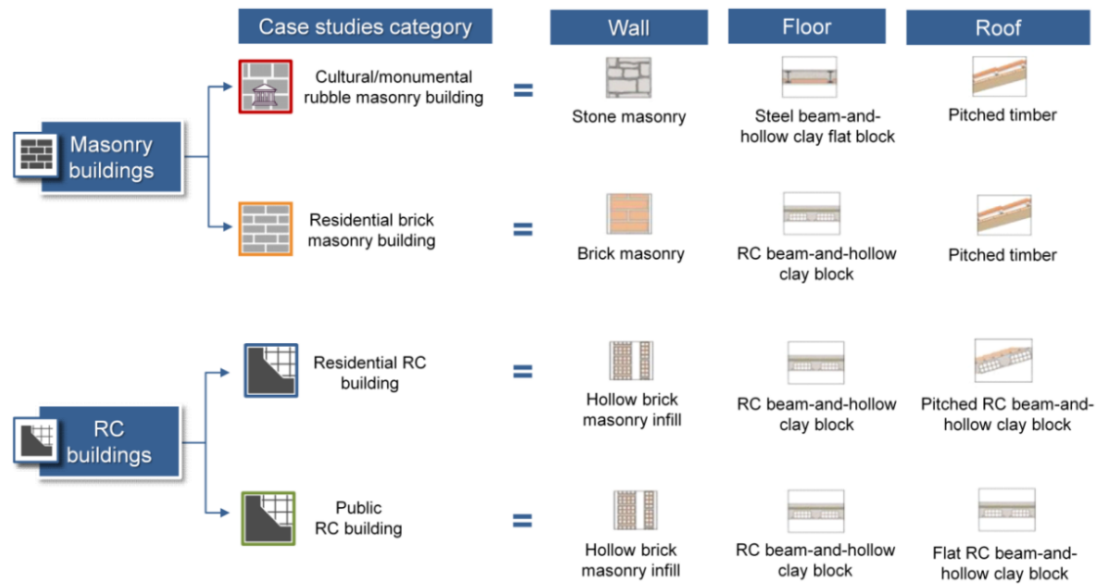 Case studies category
Wall
Floor
Roof
Masonry
buildings
Cultural/monumental
rubble masonry building
=
Stone masonry
Steel beam-and-
hollow clay flat block
Pitched timber
Residential brick
masonry building
=
Brick masonry
RC beam-and-hollow
clay block
Pitched timber
RC
buildings
Residential RC
building
=
Hollow brick
masonry infill
RC beam-and-hollow
clay block
Pitched RC beam-and-
hollow clay block
Public
RC building
=
Hollow brick
masonry infill
RC beam-and-hollow
clay block
Flat RC beam-and-
hollow clay block